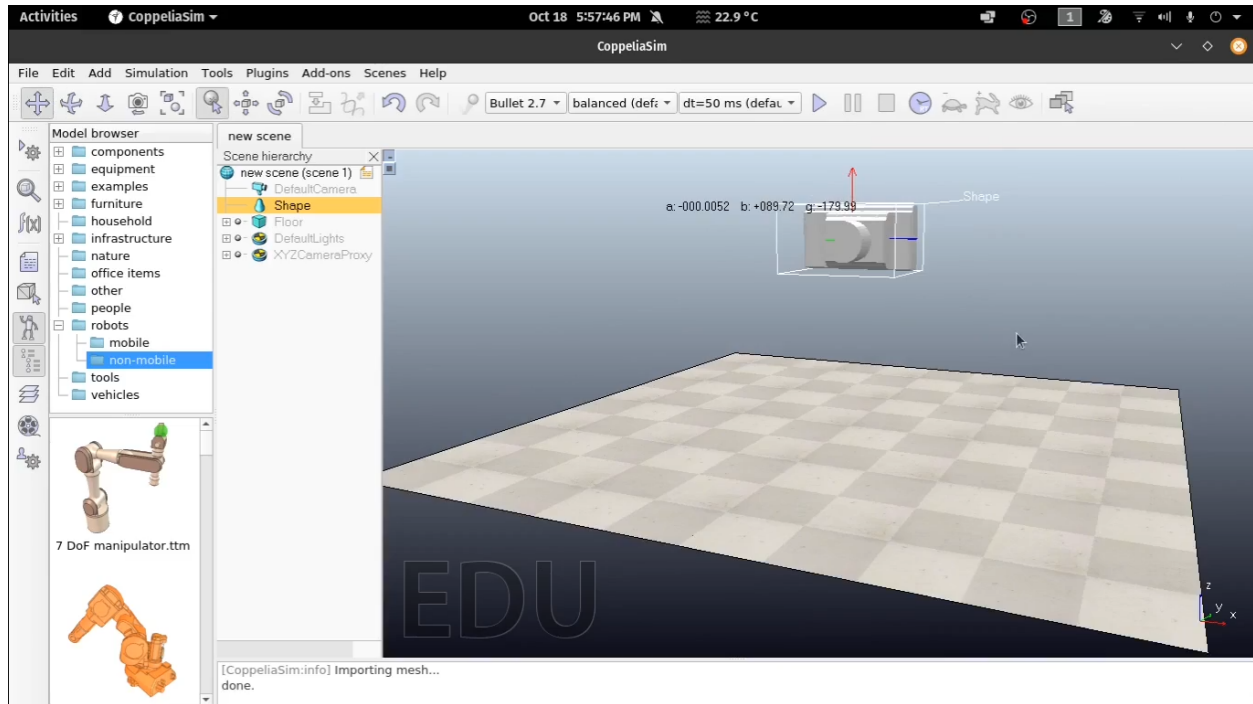 Activities CoppeliaSim Oct 18 5:57:46 PM 22.9 °C 1
CoppeliaSim
File Edit Add Simulation Tools Plugins Add-ons Scenes Help
Bullet 2.7 balanced (defa dt=50 ms (defau
Model browser
components
equipment
examples
furniture
household
infrastructure
nature
office items
other
people
robots
mobile
non-mobile
tools
vehicles
7 DoF manipulator.ttm
new scene
Scene hierarchy
new scene (scene 1)
DefaultCamera
Shape
Floor
DefaultLights
XYZCameraProxy
f(x)
a: -000.0052 b: +089.72 g: -179.99
Shape
EDU
z
y
x
[CoppeliaSim:info] Importing mesh...
done.